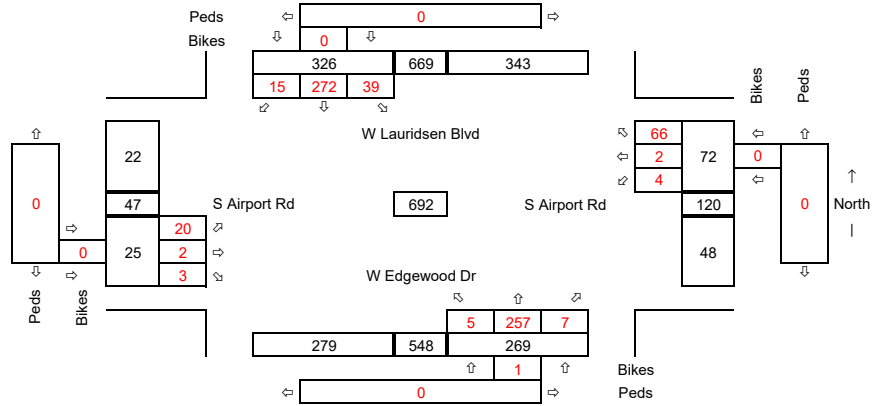 Peds 0
Bikes 0
326 669 343
15 272 39
Bikes Peds
W Lauridsen Blvd
66
22 2 72 0
4
0 47 S Airport Rd 692 S Airport Rd 120 0 North
20
0 25 2 48
3
Peds Bikes
W Edgewood Dr
5 257 7
279 548 269
1 Bikes
0 Peds